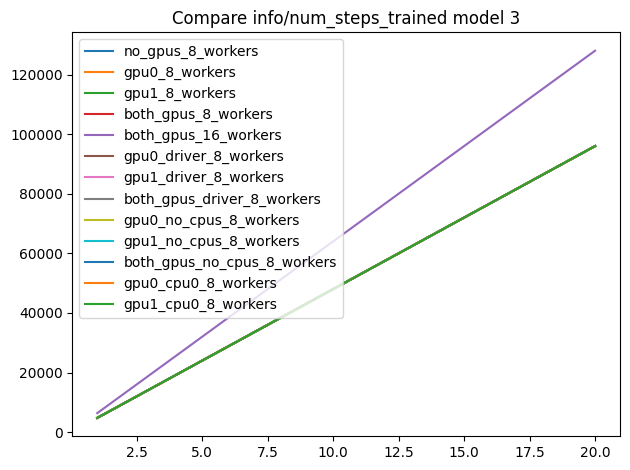 Compare info/num_steps_trained model 3
no_gpus_8_workers
gpu0_8_workers
gpu1_8_workers
both_gpus_8_workers
both_gpus_16_workers
gpu0_driver_8_workers
gpu1_driver_8_workers
both_gpus_driver_8_workers
gpu0_no_cpus_8_workers
gpu1_no_cpus_8_workers
both_gpus_no_cpus_8_workers
gpu0_cpu0_8_workers
gpu1_cpu0_8_workers
120000
100000
80000
60000
40000
20000
0
2.5 5.0 7.5 10.0 12.5 15.0 17.5 20.0